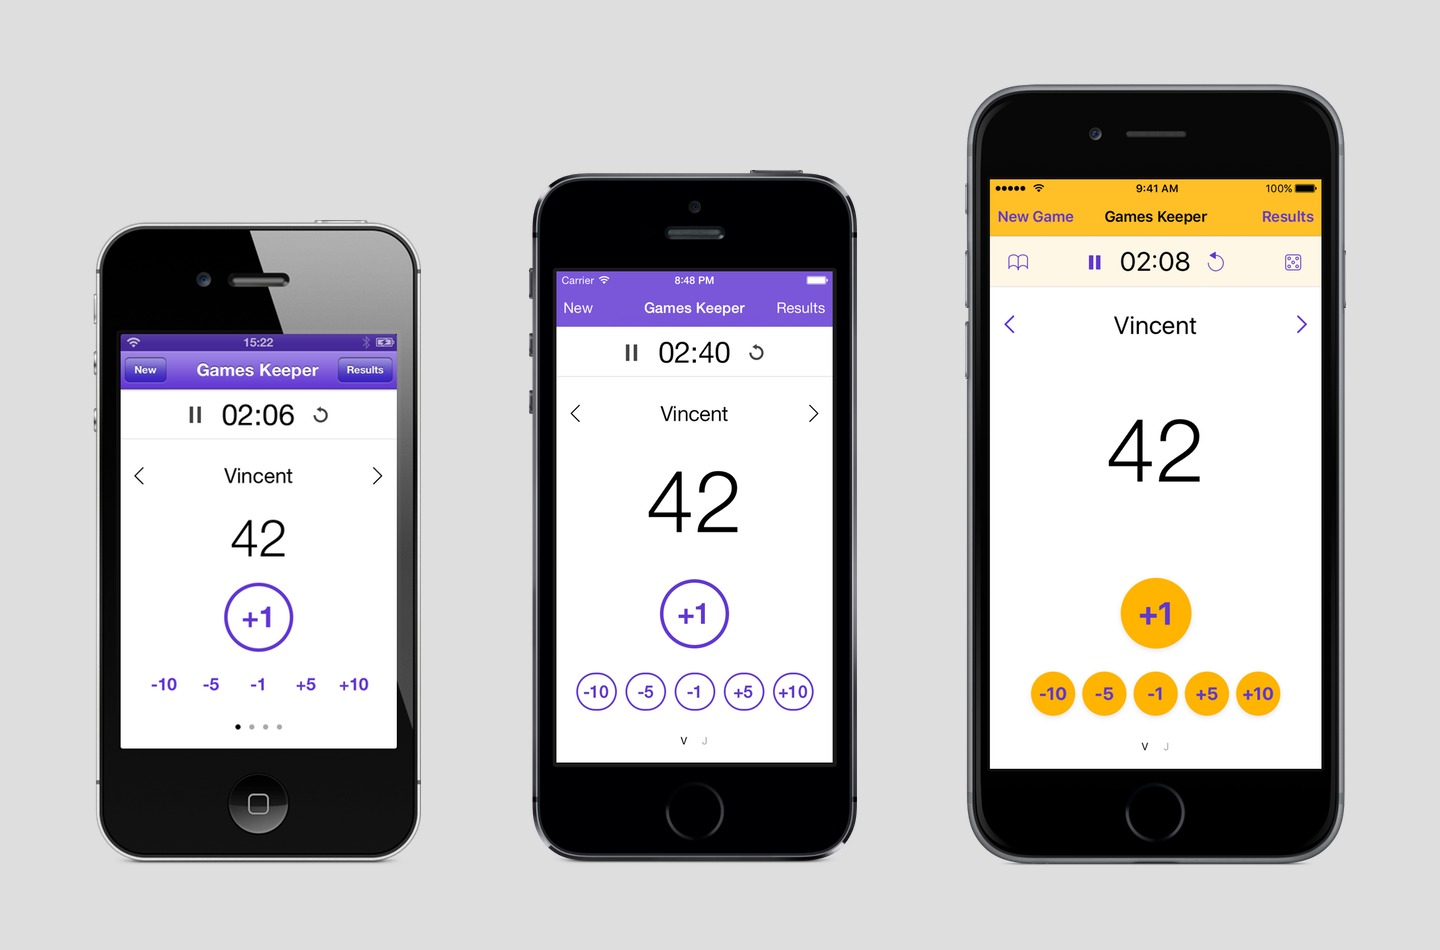 15:22
New Games Keeper Results
02:06
Vincent
42
+1
-10 -5 -1 +5 +10
Carrier 8:48 PM
New Games Keeper Results
02:40
Vincent
42
+1
-10 -5 -1 +5 +10
V J
9:41 AM 100%
New Game Games Keeper Results
02:08
Vincent
42
+1
-10 -5 -1 +5 +10
V J